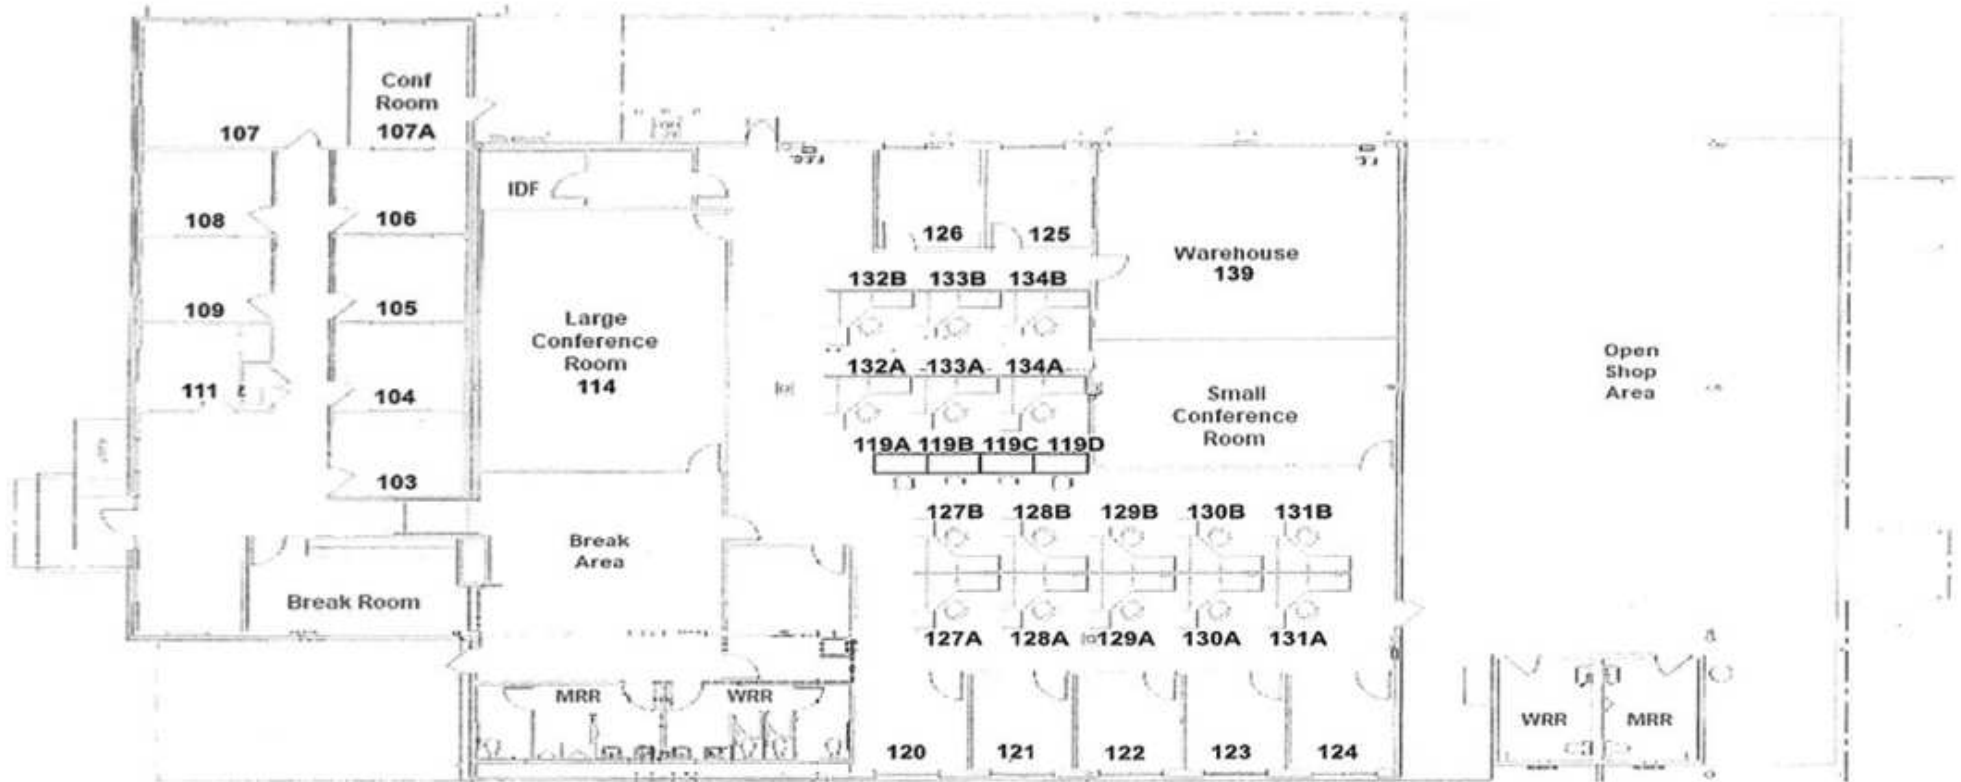 Conf
Room
107
107A
IDF
108
106
126
125
Warehouse
139
132B 133B 134B
109
105
Large
Conference
Room
114
132A 133A 134A
Open
Shop
Area
111
104
Small
Conference
Room
119A 119B 119C 119D
103
127B 128B 129B 130B 131B
Break
Area
Break Room
127A 128A 129A 130A 131A
MRR
WRR
WRR
MRR
120
121
122
123
124